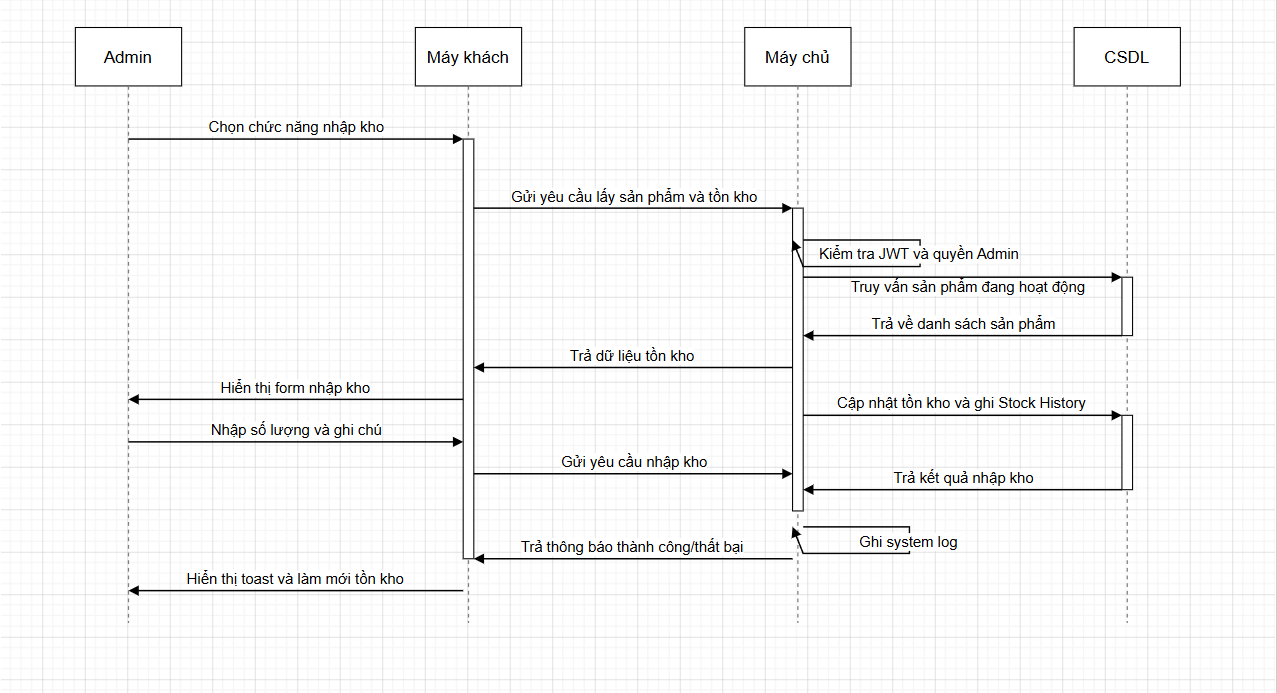 Admin
Máy khách
Máy chủ
CSDL
Chọn chức năng nhập kho
Gửi yêu cầu lấy sản phẩm và tồn kho
Kiểm tra JWT và quyền Admin
Truy vấn sản phẩm đang hoạt động
Trả về danh sách sản phẩm
Trả dữ liệu tồn kho
Hiển thị form nhập kho
Cập nhật tồn kho và ghi Stock History
Nhập số lượng và ghi chú
Gửi yêu cầu nhập kho
Trả kết quả nhập kho
Ghi system log
Trả thông báo thành công/thất bại
Hiển thị toast và làm mới tồn kho